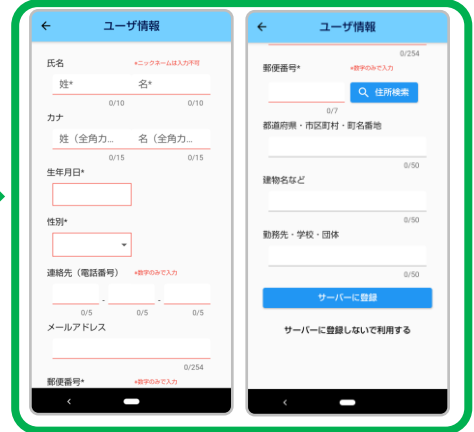 ← ユーザ情報
氏名 *ニックネームは入力不可
姓* 名*
0/10 0/10
カナ
姓（全角カ... 名（全角カ...
0/15 0/15
生年月日*
性別*
連絡先（電話番号） *数字のみで入力
- -
0/5 0/5 0/5
メールアドレス
0/254
郵便番号* *数字のみで入力
← ユーザ情報
0/254
郵便番号* *数字のみで入力
住所検索
0/7
都道府県・市区町村・町名番地
0/50
建物名など
0/50
勤務先・学校・団体
0/50
サーバーに登録
サーバーに登録しないで利用する